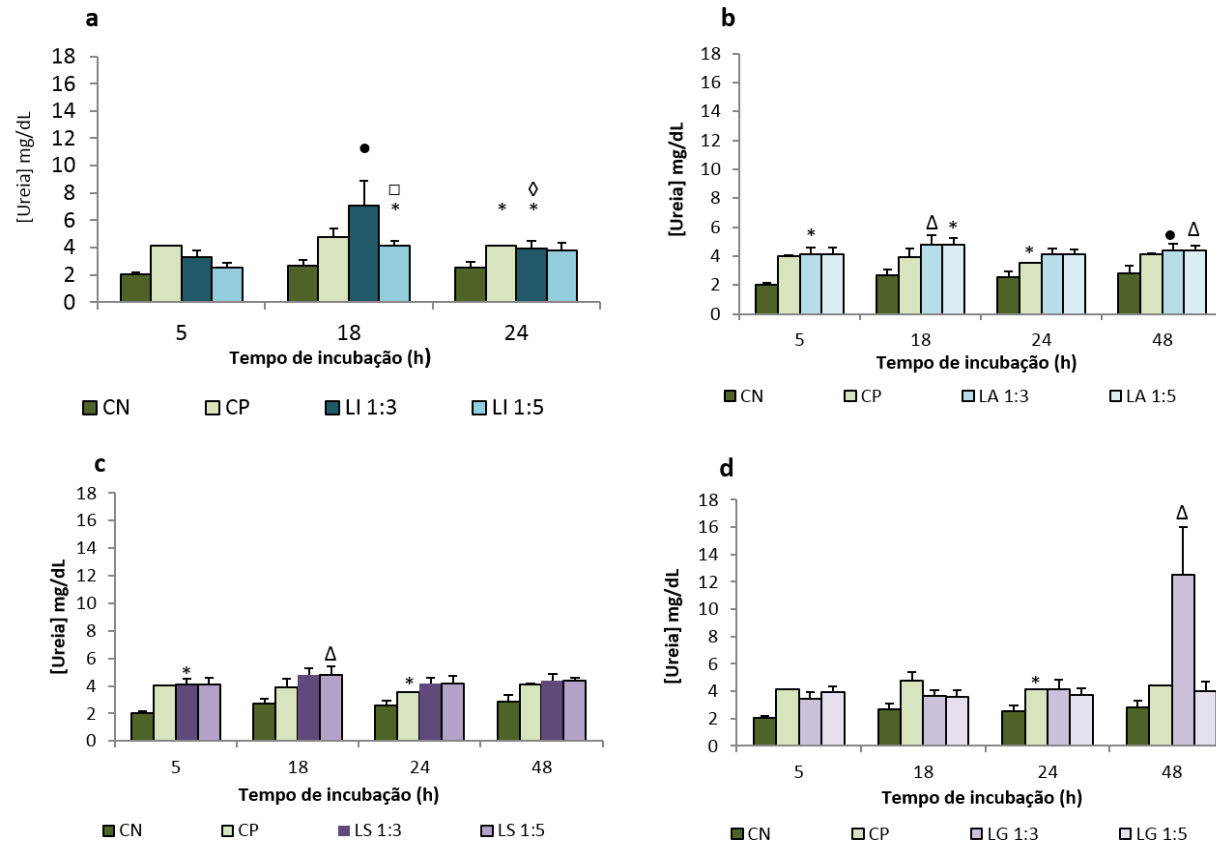 a
18
16
14
12
10
8
6
4
2
0
[Ureia] mg/dL
●
□
◊
* * *
5 18 24
Tempo de incubação (h)
CN CP LI 1:3 LI 1:5
b
18
16
14
12
10
8
6
4
2
0
[Ureia] mg/dL
* Δ * * ● Δ
5 18 24 48
Tempo de incubação (h)
CN CP LA 1:3 LA 1:5
c
18
16
14
12
10
8
6
4
2
0
[Ureia] mg/dL
* Δ *
5 18 24 48
Tempo de incubação (h)
CN CP LS 1:3 LS 1:5
d
18
16
14
12
10
8
6
4
2
0
[Ureia] mg/dL
* Δ
5 18 24 48
Tempo de incubação (h)
CN CP LG 1:3 LG 1:5